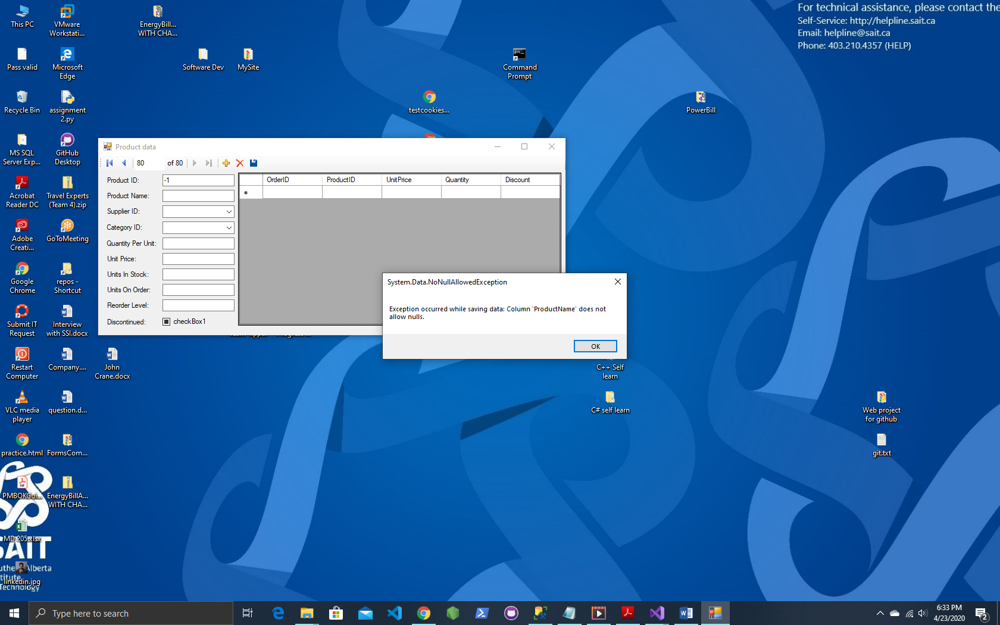 For technical assistance, please contact the
Self-Service: http://helpline.sait.ca
Email: helpline@sait.ca
Phone: 403.210.4357 (HELP)
This PC
VMware
Workstati...
EnergyBill...
WITH CHA...
Pass valid
Microsoft
Edge
Software Dev
MySite
Command
Prompt
Recycle Bin
assignment
2.py
testcookies...
PowerBill
MS SQL
Server Exp...
GitHub
Desktop
Acrobat
Reader DC
Travel Experts
(Team 4).zip
Adobe
Creati...
GoToMeeting
Google
Chrome
repos -
Shortcut
Submit IT
Request
Interview
with SSI.docx
Restart
Computer
Company....
John
Crane.docx
VLC media
player
question.d...
practice.html
FormsCom...
PMBOKGui...
EnergyBillA...
WITH CHA...
MD 205.xlsx
SAIT
linkedin.jpg
Technology
C++ Self
learn
C# self learn
Web project
for github
git.txt
Product data
80 of 80
Product ID: -1
Product Name:
Supplier ID:
Category ID:
Quantity Per Unit:
Unit Price:
Units In Stock:
Units On Order:
Reorder Level:
Discontinued: checkBox1
OrderID ProductID UnitPrice Quantity Discount
System.Data.NoNullAllowedException
Exception occurred while saving data: Column 'ProductName' does not
allow nulls.
OK
Type here to search
6:33 PM
4/23/2020
2